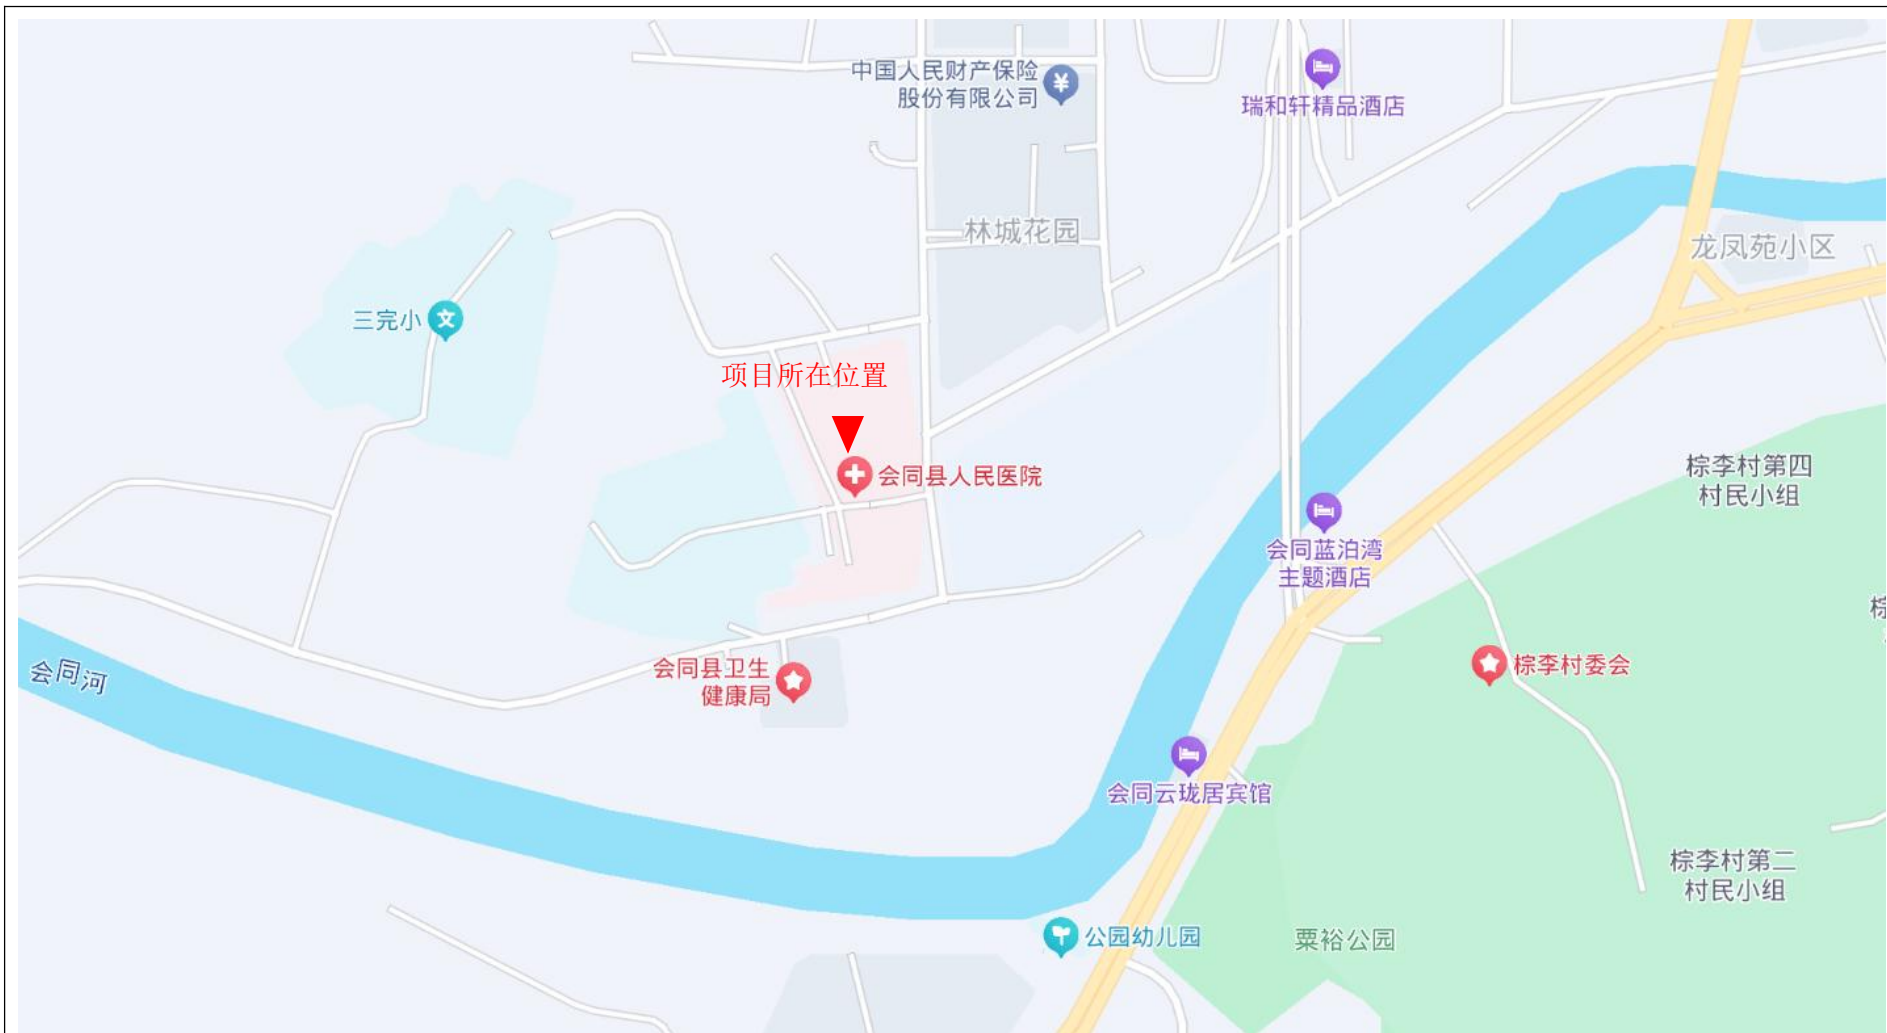 中国人民财产保险
股份有限公司
瑞和轩精品酒店
林城花园
龙凤苑小区
三完小
文
项目所在位置
会同县人民医院
棕李村第四
村民小组
会同蓝泊湾
主题酒店
棕
会同河
会同县卫生
健康局
棕李村委会
会同云珑居宾馆
棕李村第二
村民小组
公园幼儿园
粟裕公园